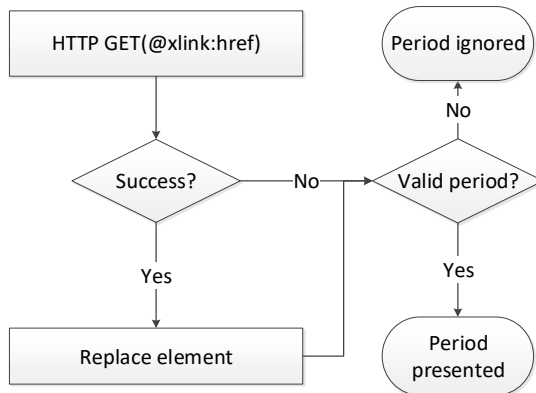 HTTP GET(@xlink:href)
Period ignored
No
Success?
No
Valid period?
Yes
Yes
Replace element
Period
presented